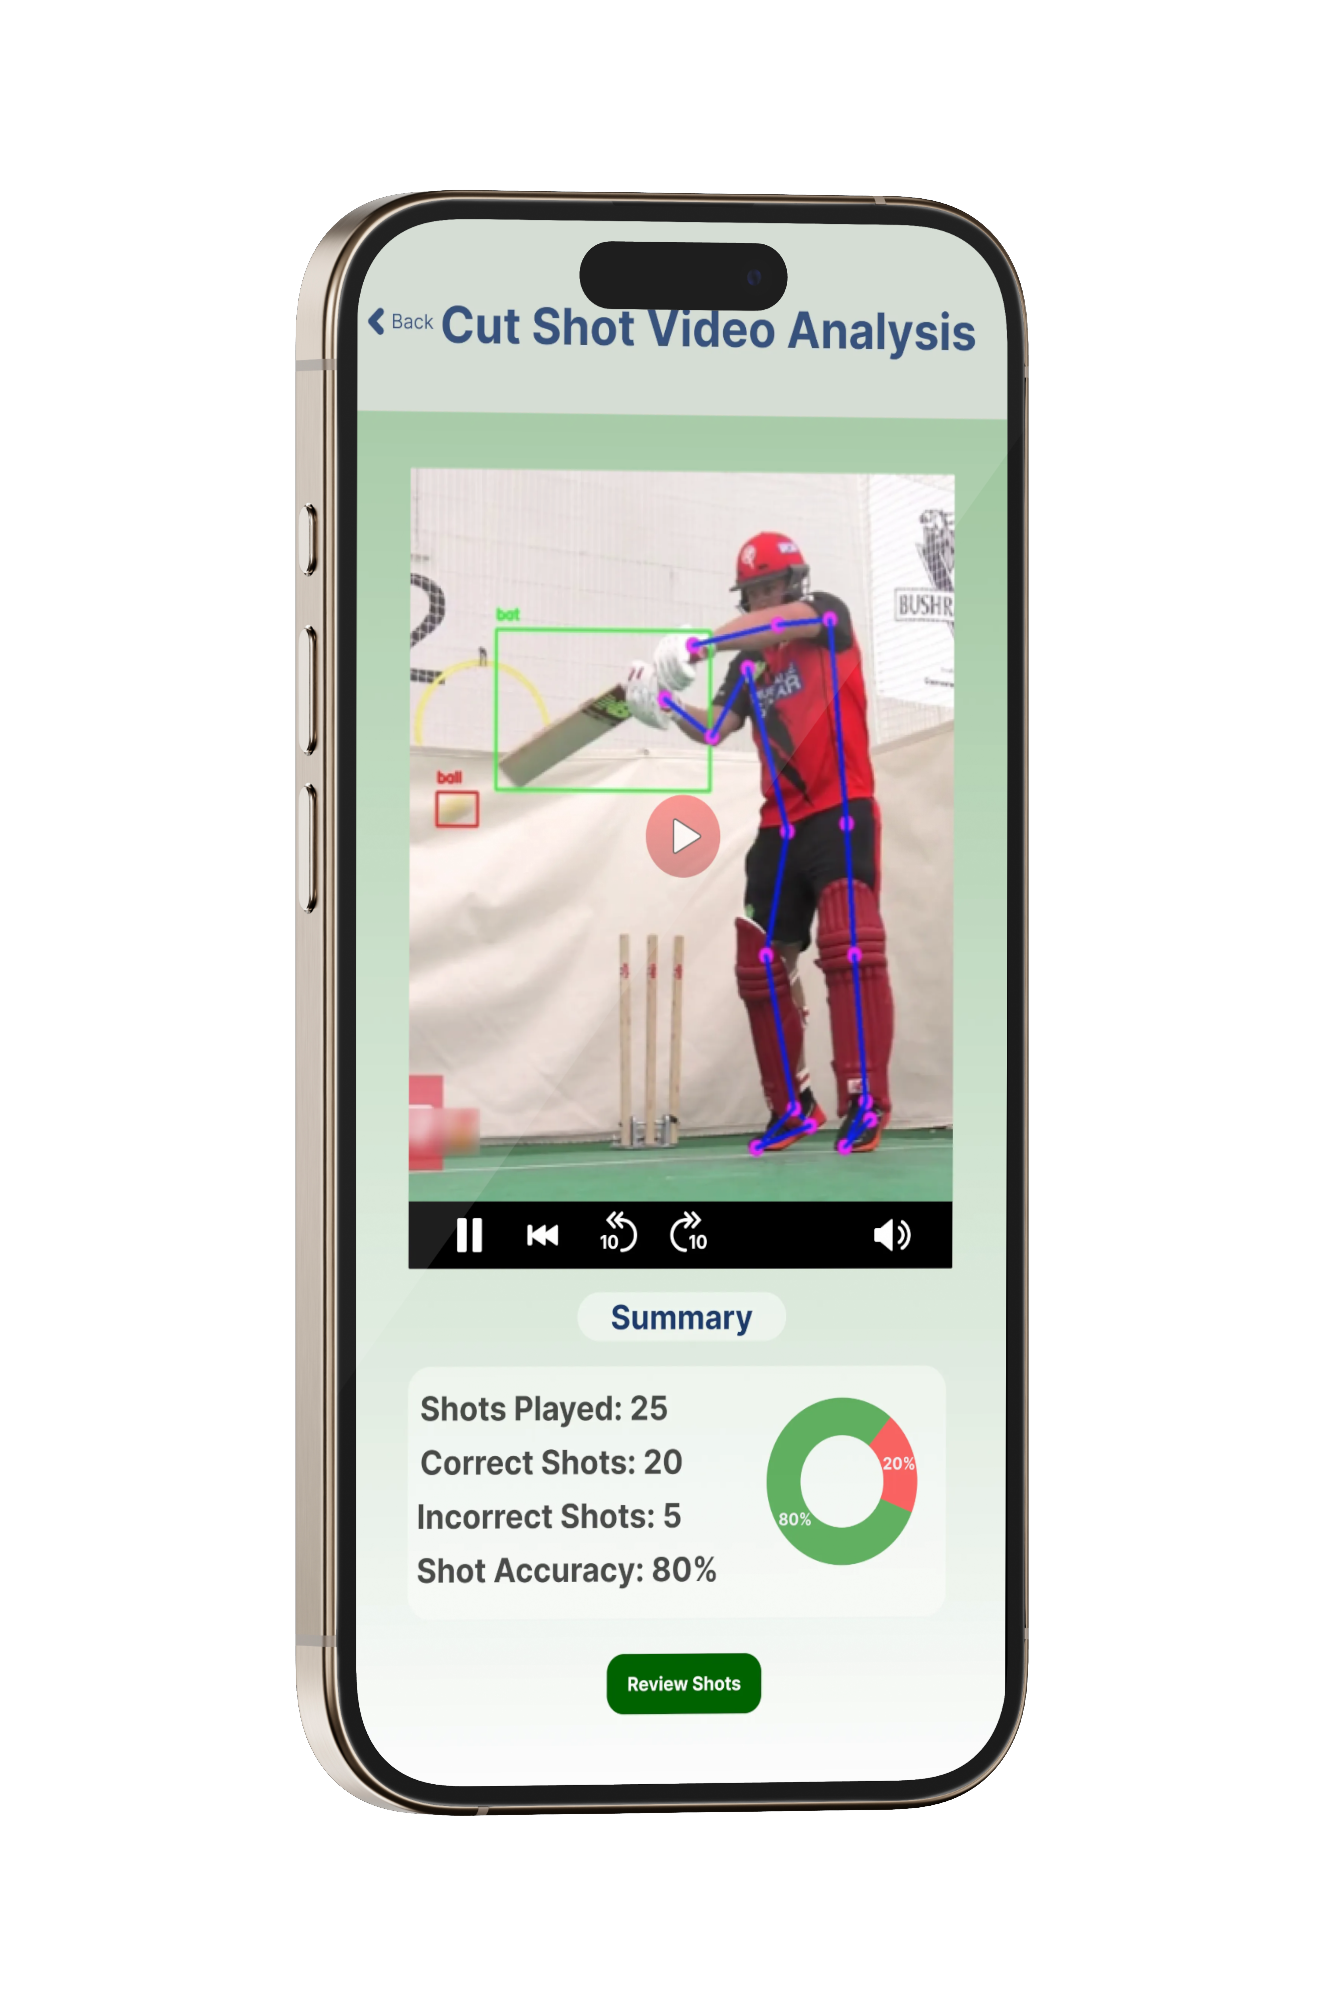 Back
Cut Shot Video Analysis
2
BUSHR
bat
ball
10
10
Summary
Shots Played: 25
Correct Shots: 20
Incorrect Shots: 5
Shot Accuracy: 80%
20%
80%
Review Shots